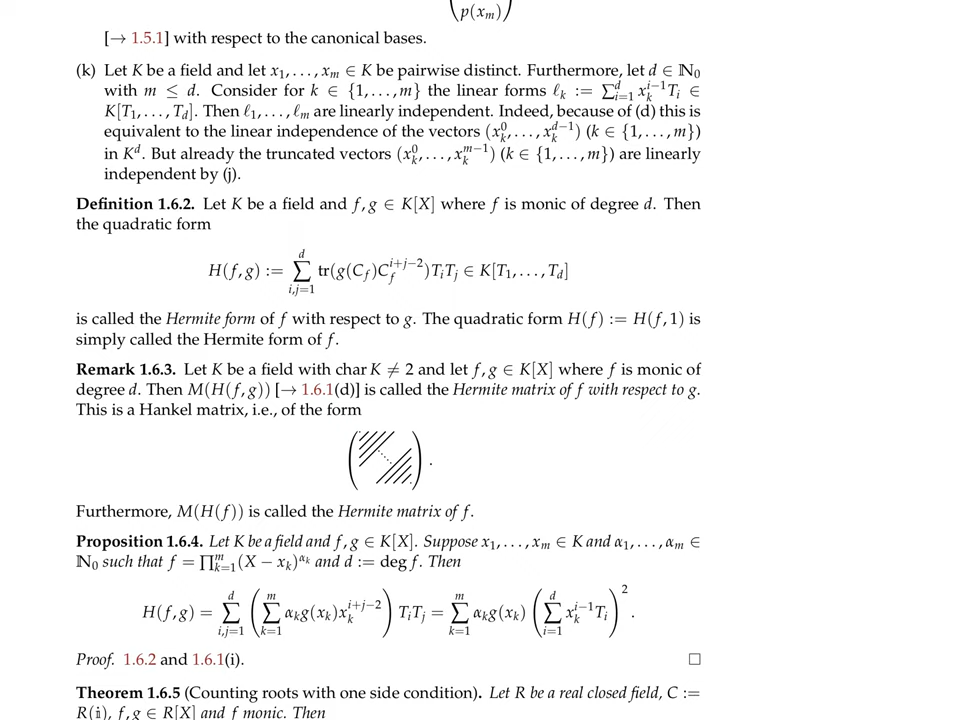 p(x_m)
[→ 1.5.1] with respect to the canonical bases.
(k) Let K be a field and let x_1, . . . , x_m ∈ K be pairwise distinct. Furthermore, let d ∈ ℕ_0
with m ≤ d. Consider for k ∈ {1, . . . , m} the linear forms ℓ_k := ∑_{i=1}^d x_k^{i−1} T_i ∈
K[T_1, . . . , T_d]. Then ℓ_1, . . . , ℓ_m are linearly independent. Indeed, because of (d) this is
equivalent to the linear independence of the vectors (x_k^0, . . . , x_k^{d−1}) (k ∈ {1, . . . , m})
in K^d. But already the truncated vectors (x_k^0, . . . , x_k^{m−1}) (k ∈ {1, . . . , m}) are linearly
independent by (j).
Definition 1.6.2. Let K be a field and f, g ∈ K[X] where f is monic of degree d. Then
the quadratic form
H(f, g) := ∑_{i,j=1}^d tr(g(C_f)C_f^{i+j−2})T_iT_j ∈ K[T_1, . . . , T_d]
is called the Hermite form of f with respect to g. The quadratic form H(f) := H(f, 1) is
simply called the Hermite form of f.
Remark 1.6.3. Let K be a field with char K ≠ 2 and let f, g ∈ K[X] where f is monic of
degree d. Then M(H(f, g)) [→ 1.6.1(d)] is called the Hermite matrix of f with respect to g.
This is a Hankel matrix, i.e., of the form
.
Furthermore, M(H(f)) is called the Hermite matrix of f.
Proposition 1.6.4. Let K be a field and f, g ∈ K[X]. Suppose x_1, . . . , x_m ∈ K and α_1, . . . , α_m ∈
ℕ_0 such that f = ∏_{k=1}^m (X − x_k)^{α_k} and d := deg f. Then
H(f, g) = ∑_{i,j=1}^d (∑_{k=1}^m α_k g(x_k) x_k^{i+j−2}) T_iT_j = ∑_{k=1}^m α_k g(x_k) (∑_{i=1}^d x_k^{i−1} T_i)^2.
Proof. 1.6.2 and 1.6.1(i). □
Theorem 1.6.5 (Counting roots with one side condition). Let R be a real closed field, C :=
R(i), f, g ∈ R[X] and f monic. Then